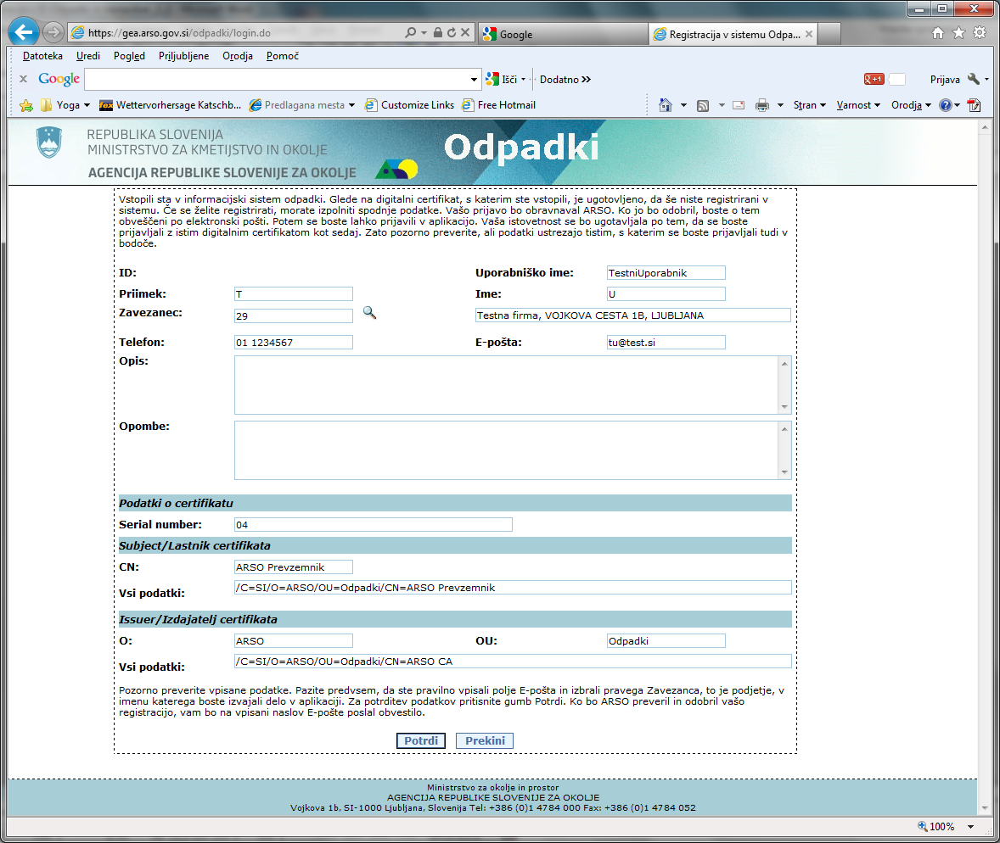 https://gea.arso.gov.si/odpadki/login.do
Google
Registracija v sistemu Odpa...
Datoteka Uredi Pogled Priljubljene Orodja Pomoč
x Google Išči Dodatno >> g+1 Prijava
Yoga fex Wettervorhersage Katschb... Predlagana mesta Customize Links Free Hotmail Stran Varnost Orodja
REPUBLIKA SLOVENIJA
MINISTRSTVO ZA KMETIJSTVO IN OKOLJE
AGENCIJA REPUBLIKE SLOVENIJE ZA OKOLJE
Odpadki
Vstopili sta v informacijski sistem odpadki. Glede na digitalni certifikat, s katerim ste vstopili, je ugotovljeno, da še niste registrirani v
sistemu. Če se želite registrirati, morate izpolniti spodnje podatke. Vašo prijavo bo obravnaval ARSO. Ko jo bo odobril, boste o tem
obveščeni po elektronski pošti. Potem se boste lahko prijavili v aplikacijo. Vaša istovetnost se bo ugotavljala po tem, da se boste
prijavljali z istim digitalnim certifikatom kot sedaj. Zato pozorno preverite, ali podatki ustrezajo tistim, s katerim se boste prijavljali tudi v
bodoče.
ID: Uporabniško ime: TestniUporabnik
Priimek: T Ime: U
Zavezanec: 29 Testna firma, VOJKOVA CESTA 1B, LJUBLJANA
Telefon: 01 1234567 E-pošta: tu@test.si
Opis:
Opombe:
Podatki o certifikatu
Serial number: 04
Subject/Lastnik certifikata
CN: ARSO Prevzemnik
Vsi podatki: /C=SI/O=ARSO/OU=Odpadki/CN=ARSO Prevzemnik
Issuer/Izdajatelj certifikata
O: ARSO OU: Odpadki
Vsi podatki: /C=SI/O=ARSO/OU=Odpadki/CN=ARSO CA
Pozorno preverite vpisane podatke. Pazite predvsem, da ste pravilno vpisali polje E-pošta in izbrali pravega Zavezanca, to je podjetje, v
imenu katerega boste izvajali delo v aplikaciji. Za potrditev podatkov pritisnite gumb Potrdi. Ko bo ARSO preveril in odobril vašo
registracijo, vam bo na vpisani naslov E-pošte poslal obvestilo.
Potrdi Prekini
Ministrstvo za okolje in prostor
AGENCIJA REPUBLIKE SLOVENIJE ZA OKOLJE
Vojkova 1b, SI-1000 Ljubljana, Slovenija Tel: +386 (0)1 4784 000 Fax: +386 (0)1 4784 052
100%